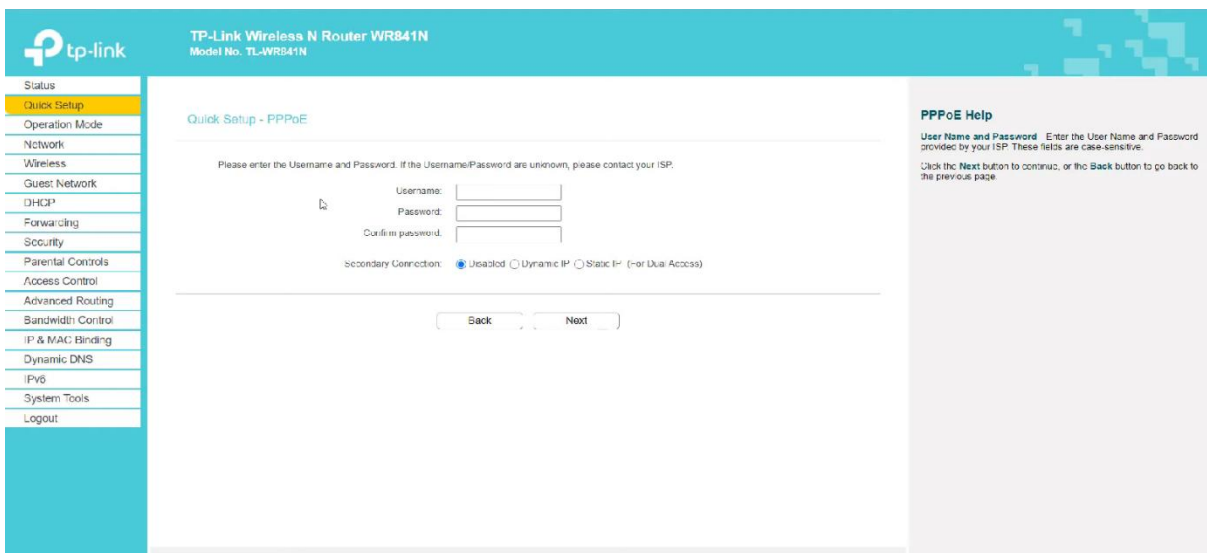 tp-link
TP-Link Wireless N Router WR841N
Model No. TL-WR841N
Status
Quick Setup
Operation Mode
Network
Wireless
Guest Network
DHCP
Forwarding
Security
Parental Controls
Access Control
Advanced Routing
Bandwidth Control
IP & MAC Binding
Dynamic DNS
IPv6
System Tools
Logout
Quick Setup - PPPoE
Please enter the Username and Password. If the Username/Password are unknown, please contact your ISP.
Username:
Password:
Confirm password:
Secondary Connection: Disabled Dynamic IP Static IP (For Dual Access)
Back Next
PPPoE Help
User Name and Password Enter the User Name and Password
provided by your ISP. These fields are case-sensitive.
Click the Next button to continue, or the Back button to go back to
the previous page.